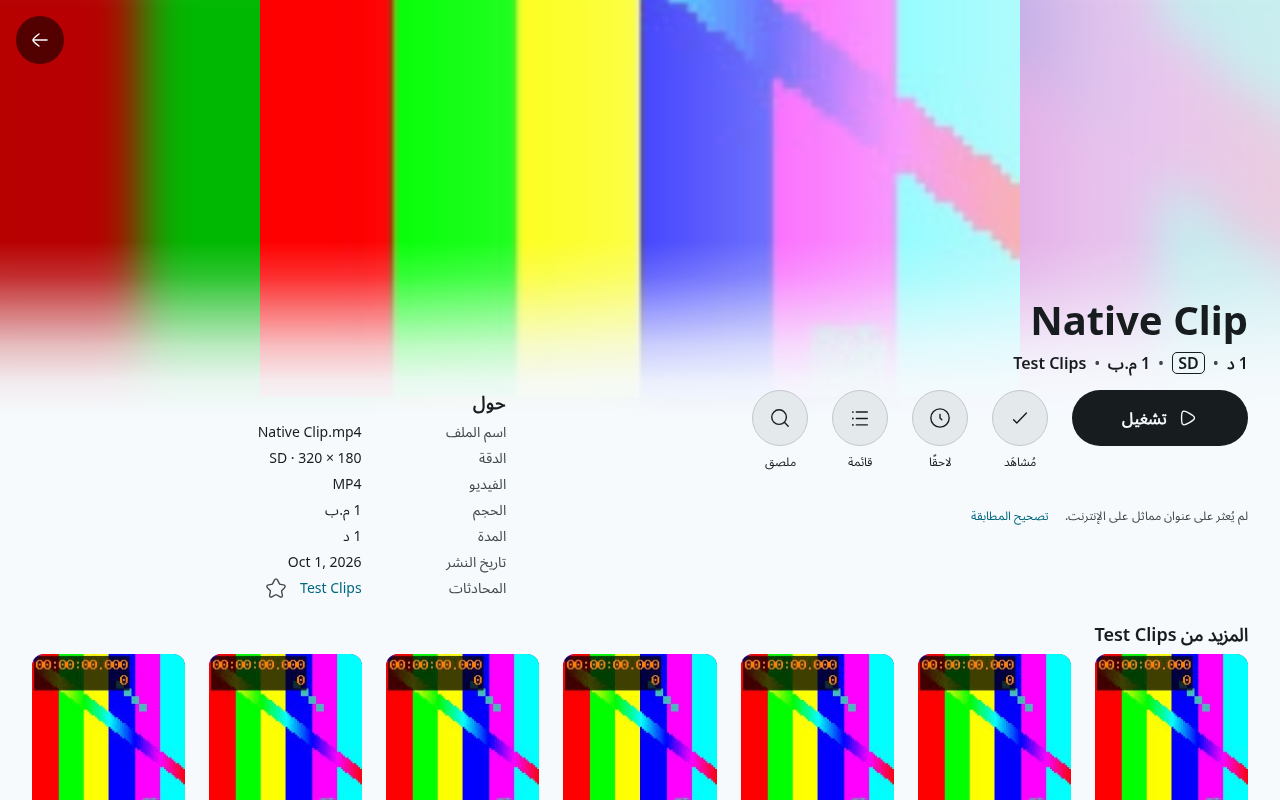 Native Clip
1 د • SD • 1 م.ب • Test Clips
تشغيل
مُشاهَد
لاحقًا
قائمة
ملصق
لم يُعثر على عنوان مماثل على الإنترنت. تصحيح المطابقة
حول
اسم الملف Native Clip.mp4
الدقة SD · 320 × 180
الفيديو MP4
الحجم 1 م.ب
المدة 1 د
تاريخ النشر Oct 1, 2026
المحادثات Test Clips
المزيد من Test Clips
00:00:00.000
0
00:00:00.000
0
00:00:00.000
0
00:00:00.000
0
00:00:00.000
0
00:00:00.000
0
00:00:00.000
0